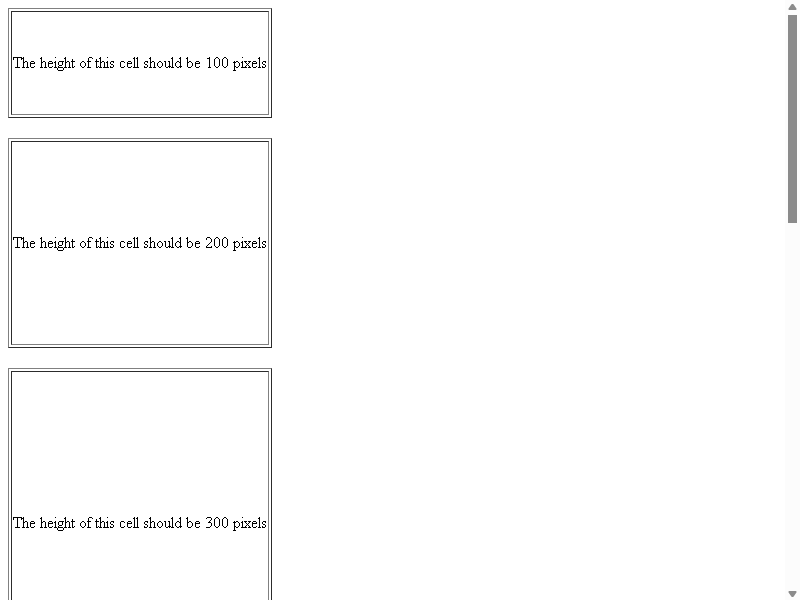 The height of this cell should be 100 pixels
The height of this cell should be 200 pixels
The height of this cell should be 300 pixels